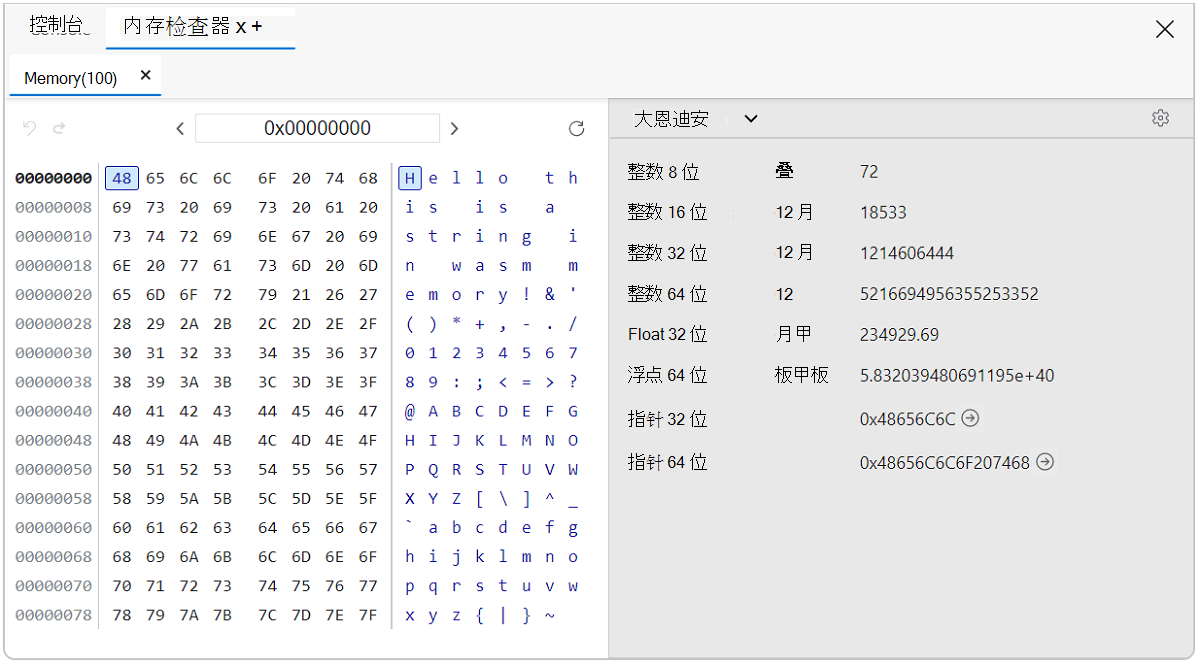 控制台
内存检查器 x +
Memory(100) ×
0x00000000
00000000 48 65 6C 6C 6F 20 74 68 H e l l o t h
00000008 69 73 20 69 73 20 61 20 i s i s a
00000010 73 74 72 69 6E 67 20 69 s t r i n g i
00000018 6E 20 77 61 73 6D 20 6D n w a s m m
00000020 65 6D 6F 72 79 21 26 27 e m o r y ! & '
00000028 28 29 2A 2B 2C 2D 2E 2F ( ) * + , - . /
00000030 30 31 32 33 34 35 36 37 0 1 2 3 4 5 6 7
00000038 38 39 3A 3B 3C 3D 3E 3F 8 9 : ; < = > ?
00000040 40 41 42 43 44 45 46 47 @ A B C D E F G
00000048 48 49 4A 4B 4C 4D 4E 4F H I J K L M N O
00000050 50 51 52 53 54 55 56 57 P Q R S T U V W
00000058 58 59 5A 5B 5C 5D 5E 5F X Y Z [ \ ] ^ _
00000060 60 61 62 63 64 65 66 67 ` a b c d e f g
00000068 68 69 6A 6B 6C 6D 6E 6F h i j k l m n o
00000070 70 71 72 73 74 75 76 77 p q r s t u v w
00000078 78 79 7A 7B 7C 7D 7E 7F x y z { | } ~
大恩迪安
整数 8 位 叠 72
整数 16 位 12 月 18533
整数 32 位 12 月 1214606444
整数 64 位 12 5216694956355253352
Float 32 位 月甲 234929.69
浮点 64 位 板甲板 5.832039480691195e+40
指针 32 位 0x48656C6C
指针 64 位 0x48656C6C6F207468